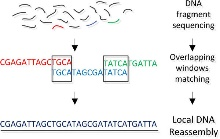 DNA
fragment
sequencing
CGAGATTAGCTGCA
TATCATGATTA
TGCATAGCGATATCA
Overlapping
windows
matching
CGAGATTAGCTGCATAGCGATATCATGATTA
Local DNA
Reassembly